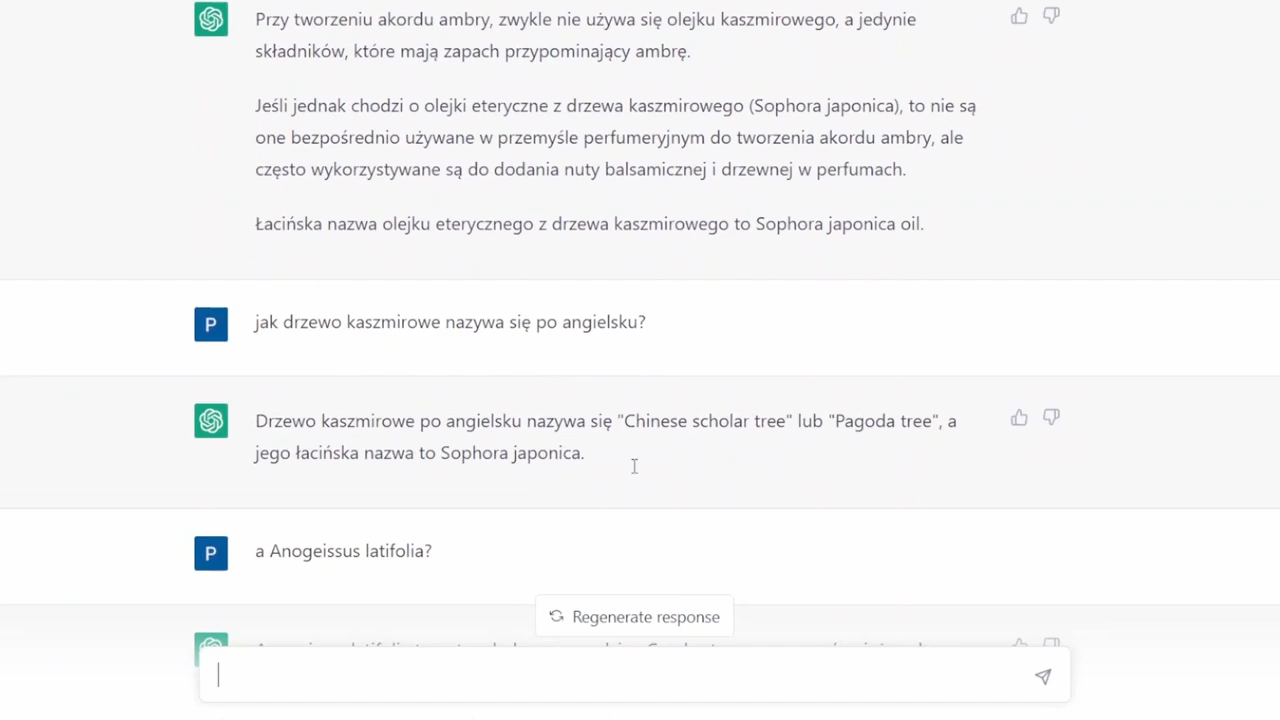 Przy tworzeniu akordu ambry, zwykle nie używa się olejku kaszmirowego, a jedynie
składników, które mają zapach przypominający ambrę.
Jeśli jednak chodzi o olejki eteryczne z drzewa kaszmirowego (Sophora japonica), to nie są
one bezpośrednio używane w przemyśle perfumeryjnym do tworzenia akordu ambry, ale
często wykorzystywane są do dodania nuty balsamicznej i drzewnej w perfumach.
Łacińska nazwa olejku eterycznego z drzewa kaszmirowego to Sophora japonica oil.
P
jak drzewo kaszmirowe nazywa się po angielsku?
Drzewo kaszmirowe po angielsku nazywa się "Chinese scholar tree" lub "Pagoda tree", a
jego łacińska nazwa to Sophora japonica.
P
a Anogeissus latifolia?
Regenerate response